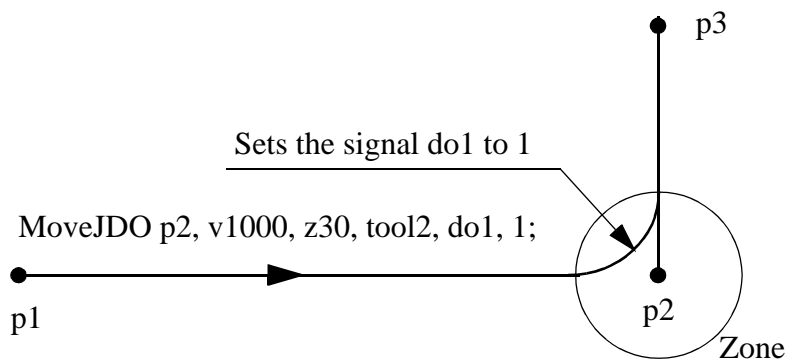 p3
Sets the signal do1 to 1
MoveJDO p2, v1000, z30, tool2, do1, 1;
p1
p2
Zone